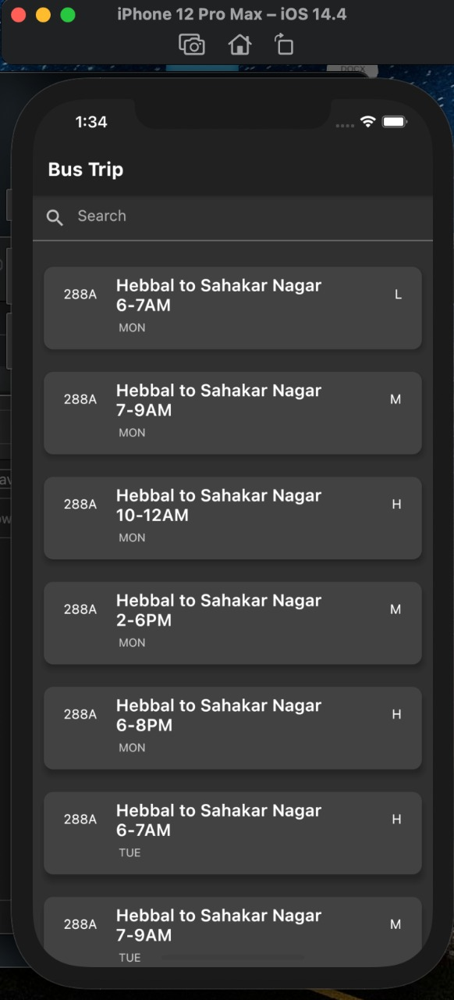 iPhone 12 Pro Max – iOS 14.4
DOCX
1:34
Bus Trip
Search
288A
Hebbal to Sahakar Nagar
6-7AM
L
MON
288A
Hebbal to Sahakar Nagar
7-9AM
M
MON
288A
Hebbal to Sahakar Nagar
10-12AM
H
MON
288A
Hebbal to Sahakar Nagar
2-6PM
M
MON
288A
Hebbal to Sahakar Nagar
6-8PM
H
MON
288A
Hebbal to Sahakar Nagar
6-7AM
H
TUE
288A
Hebbal to Sahakar Nagar
7-9AM
M
TUE